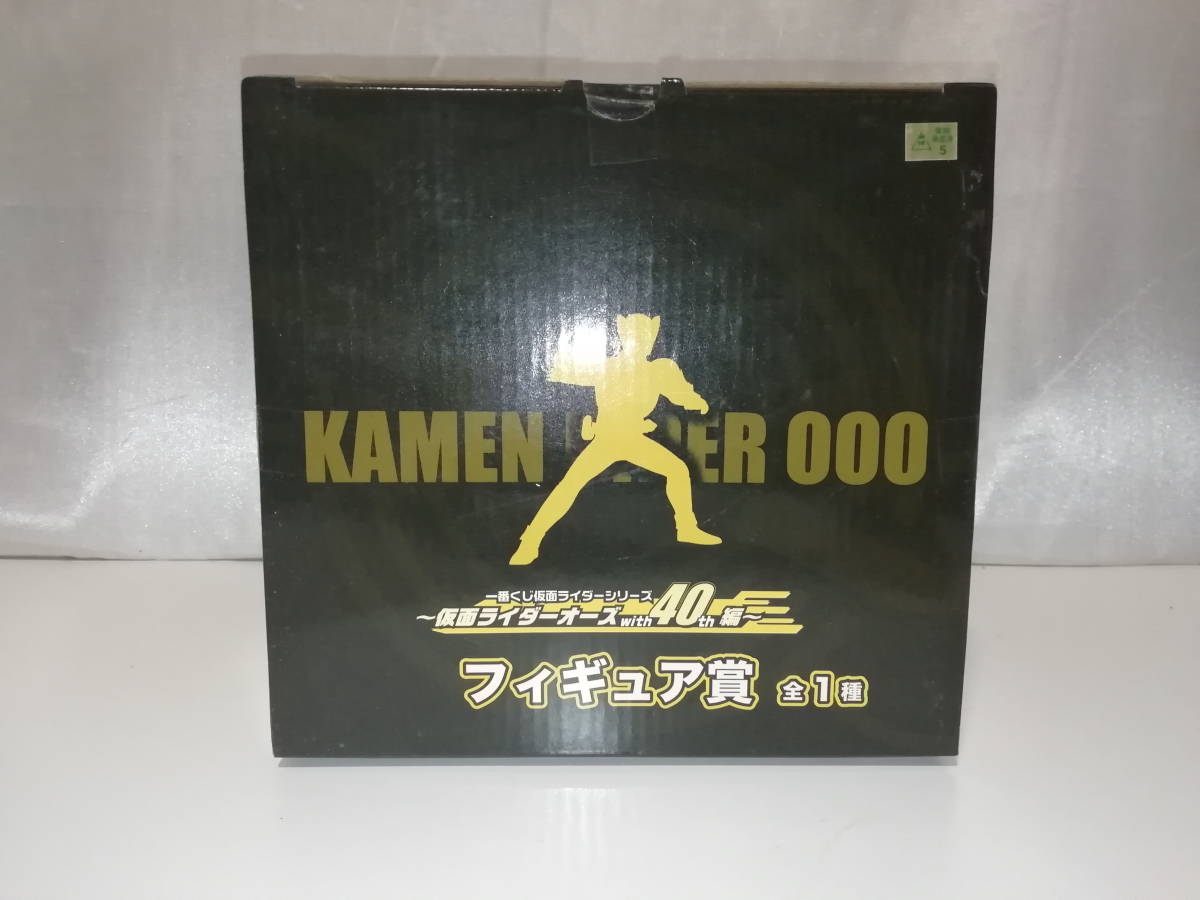 5
KAMEN RIDER OOO
一番くじ仮面ライダーシリーズ
～仮面ライダーオーズwith40th編～
フィギュア賞 全1種